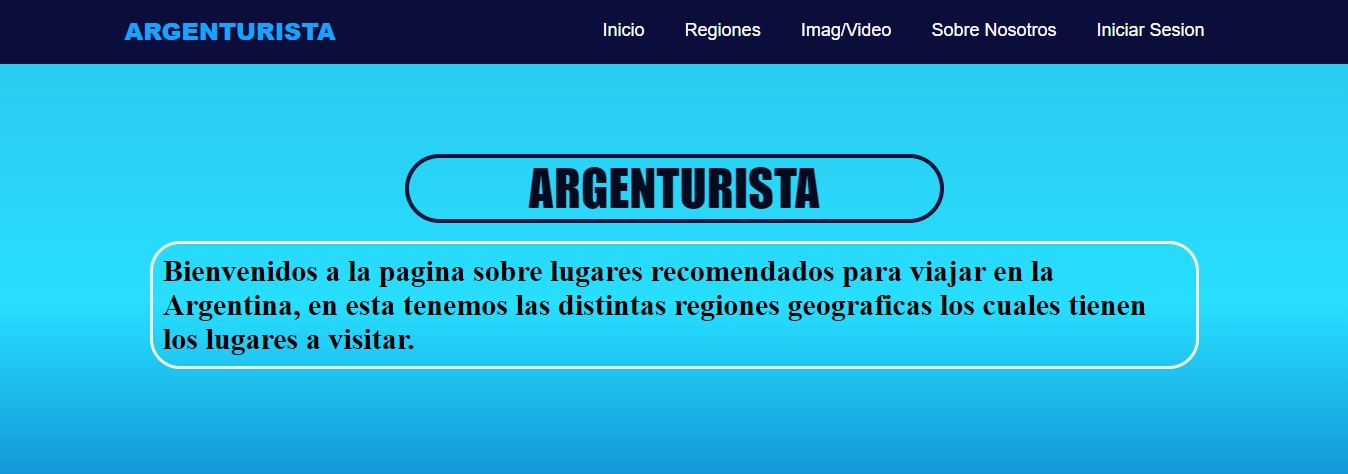 ARGENTURISTA
Inicio
Regiones
Imag/Video
Sobre Nosotros
Iniciar Sesion
ARGENTURISTA
Bienvenidos a la pagina sobre lugares recomendados para viajar en la
Argentina, en esta tenemos las distintas regiones geograficas los cuales tienen
los lugares a visitar.